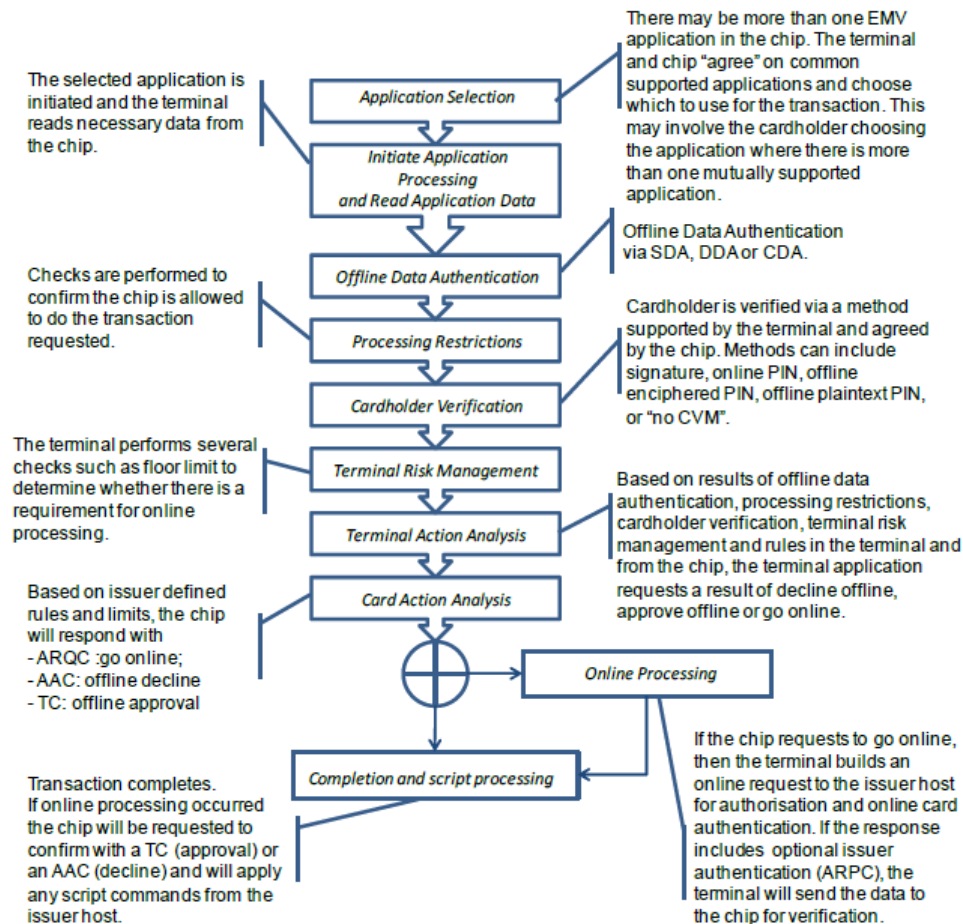 There may be more than one EMV
application in the chip. The terminal
and chip “agree” on common
supported applications and choose
which to use for the transaction. This
may involve the cardholder choosing
the application where there is more
than one mutually supported
application.
The selected application is
initiated and the terminal
reads necessary data from
the chip.
Application Selection
Initiate Application
Processing
and Read Application Data
Offline Data Authentication
via SDA, DDA or CDA.
Offline Data Authentication
Checks are performed to
confirm the chip is allowed
to do the transaction
requested.
Processing Restrictions
Cardholder is verified via a method
supported by the terminal and agreed
by the chip. Methods can include
signature, online PIN, offline
enciphered PIN, offline plaintext PIN,
or “no CVM”.
Cardholder Verification
The terminal performs several
checks such as floor limit to
determine whether there is a
requirement for online
processing.
Terminal Risk Management
Based on results of offline data
authentication, processing restrictions,
cardholder verification, terminal risk
management and rules in the terminal and
from the chip, the terminal application
requests a result of decline offline,
approve offline or go online.
Terminal Action Analysis
Based on issuer defined
rules and limits, the chip
will respond with
- ARQC :go online;
- AAC: offline decline
- TC: offline approval
Card Action Analysis
Online Processing
If the chip requests to go online,
then the terminal builds an
online request to the issuer host
for authorisation and online card
authentication. If the response
includes optional issuer
authentication (ARPC), the
terminal will send the data to
the chip for verification.
Completion and script processing
Transaction completes.
If online processing occurred
the chip will be requested to
confirm with a TC (approval) or
an AAC (decline) and will apply
any script commands from the
issuer host.